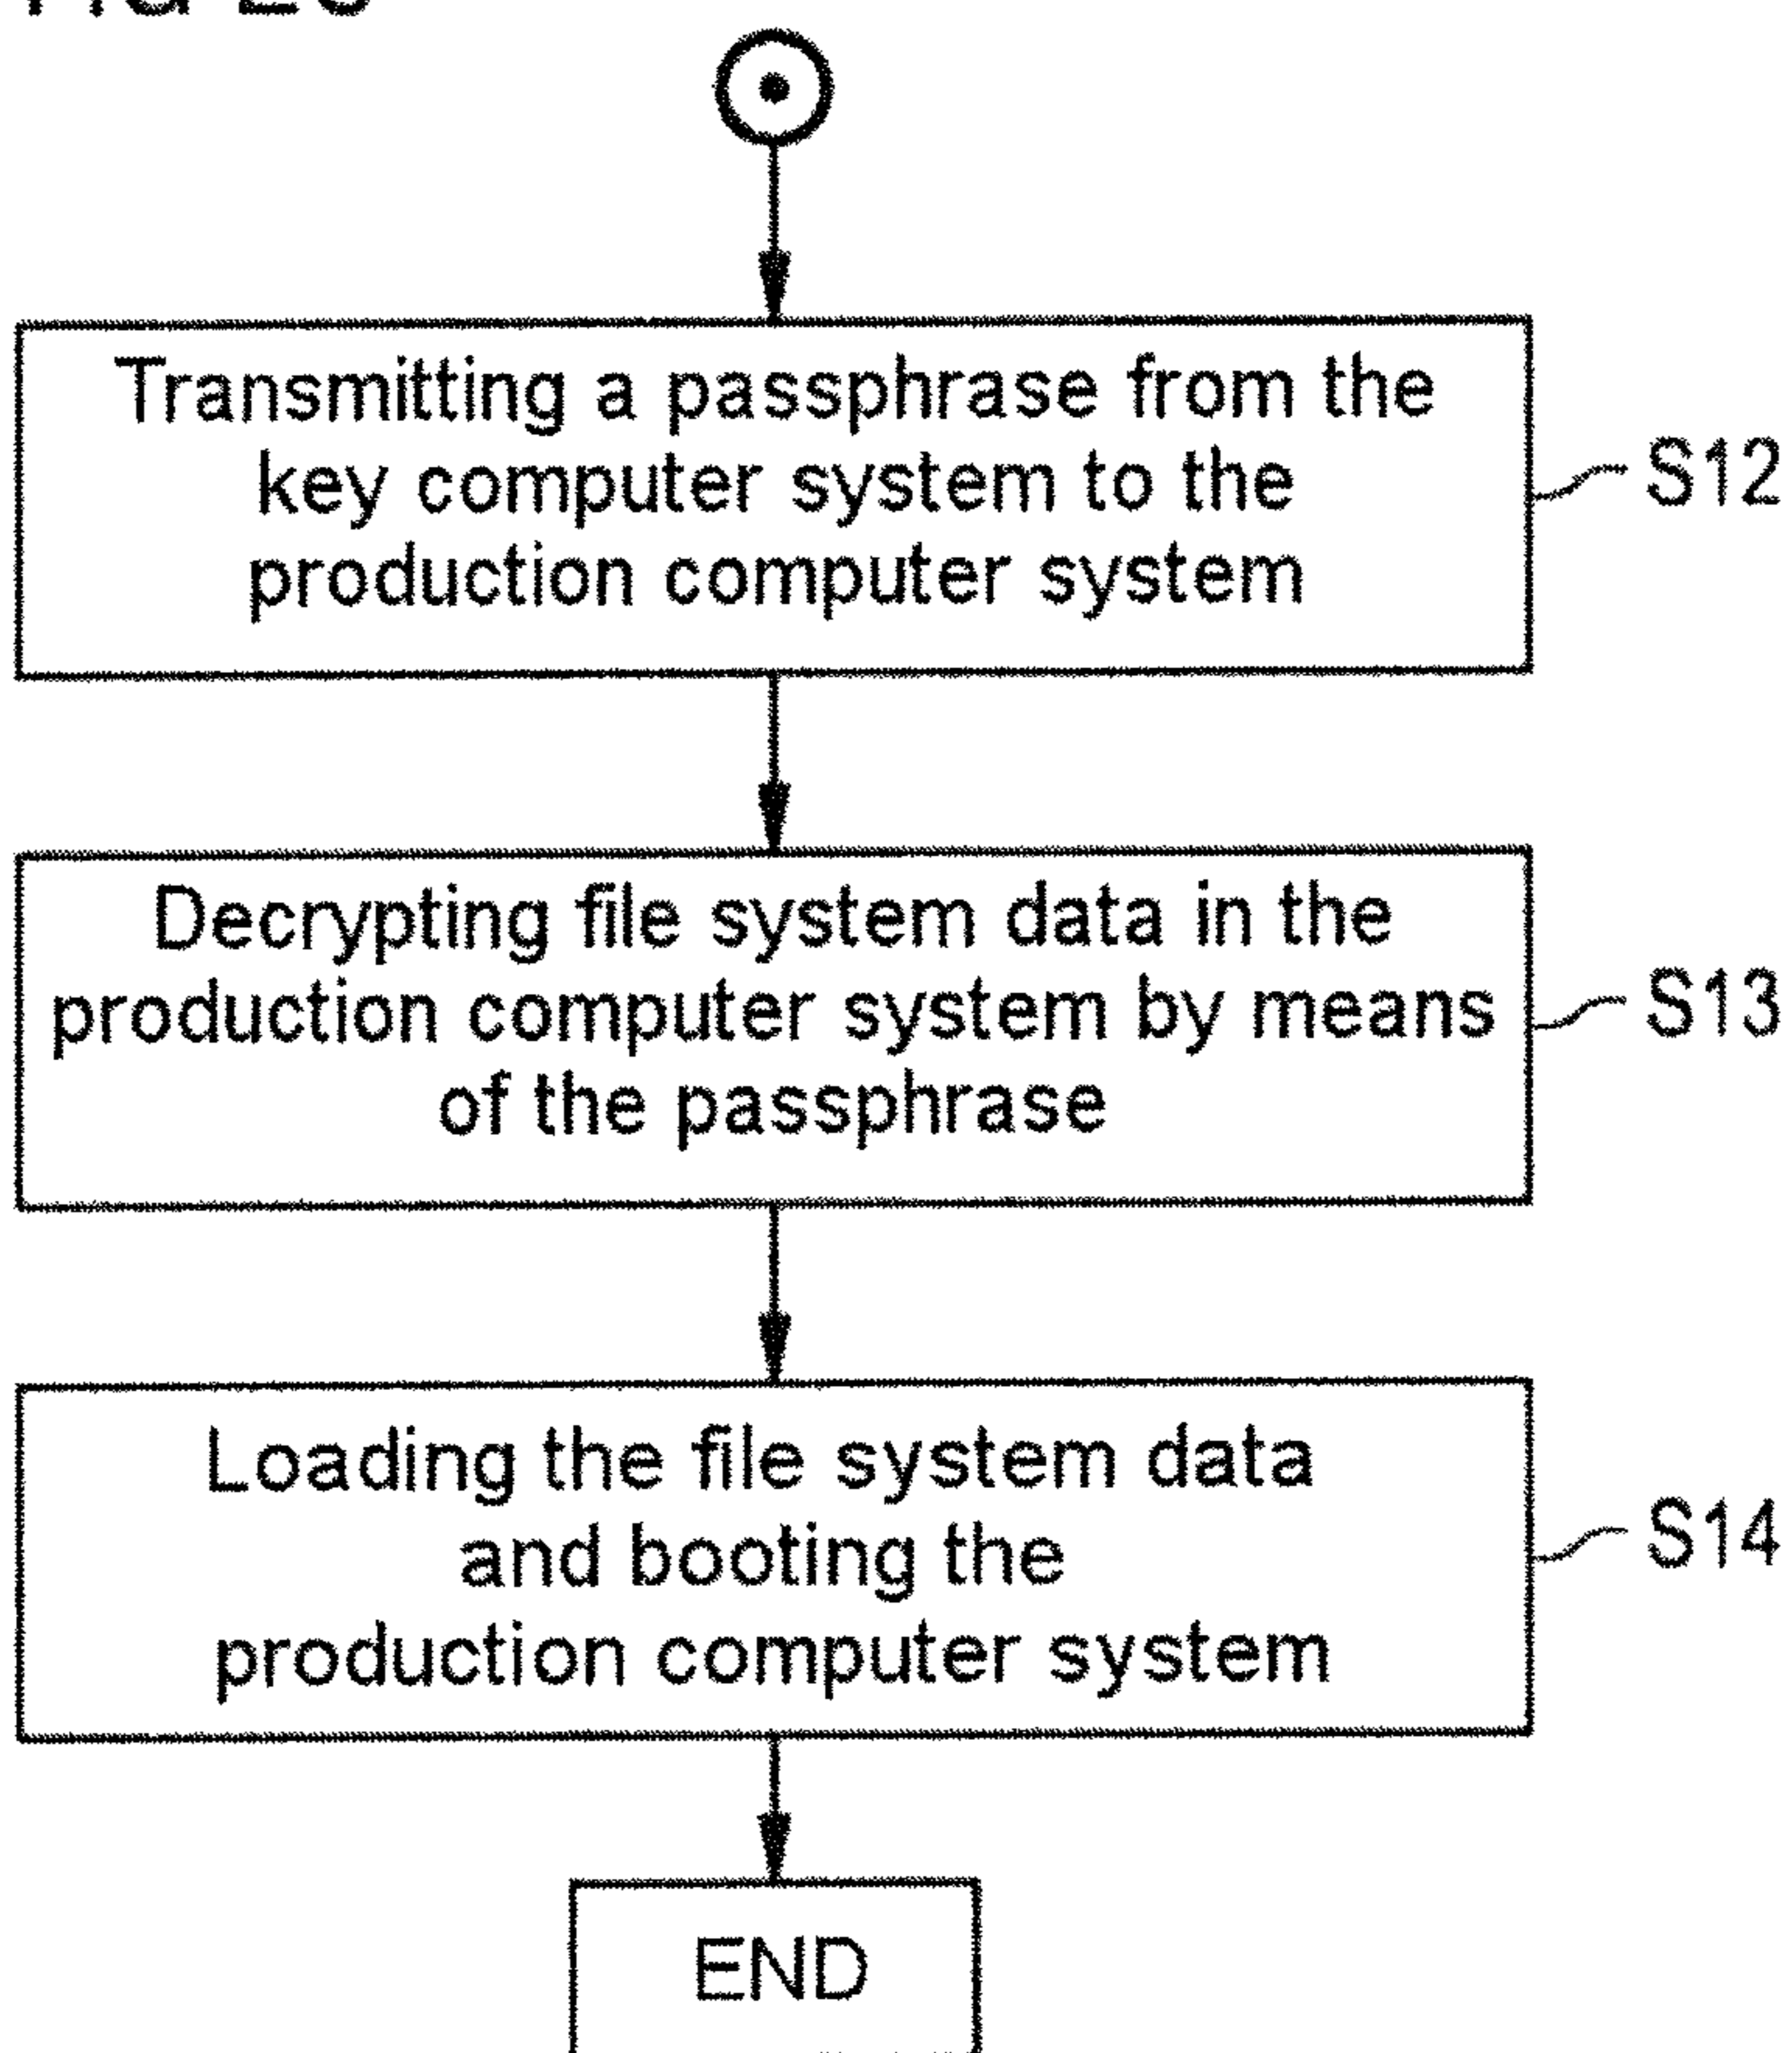 Transmitting a passphrase from the
key computer system to the
production computer system
S12
Decrypting file system data in the
production computer system by means
of the passphrase
S13
Loading the file system data
and booting the
production computer system
S14
END